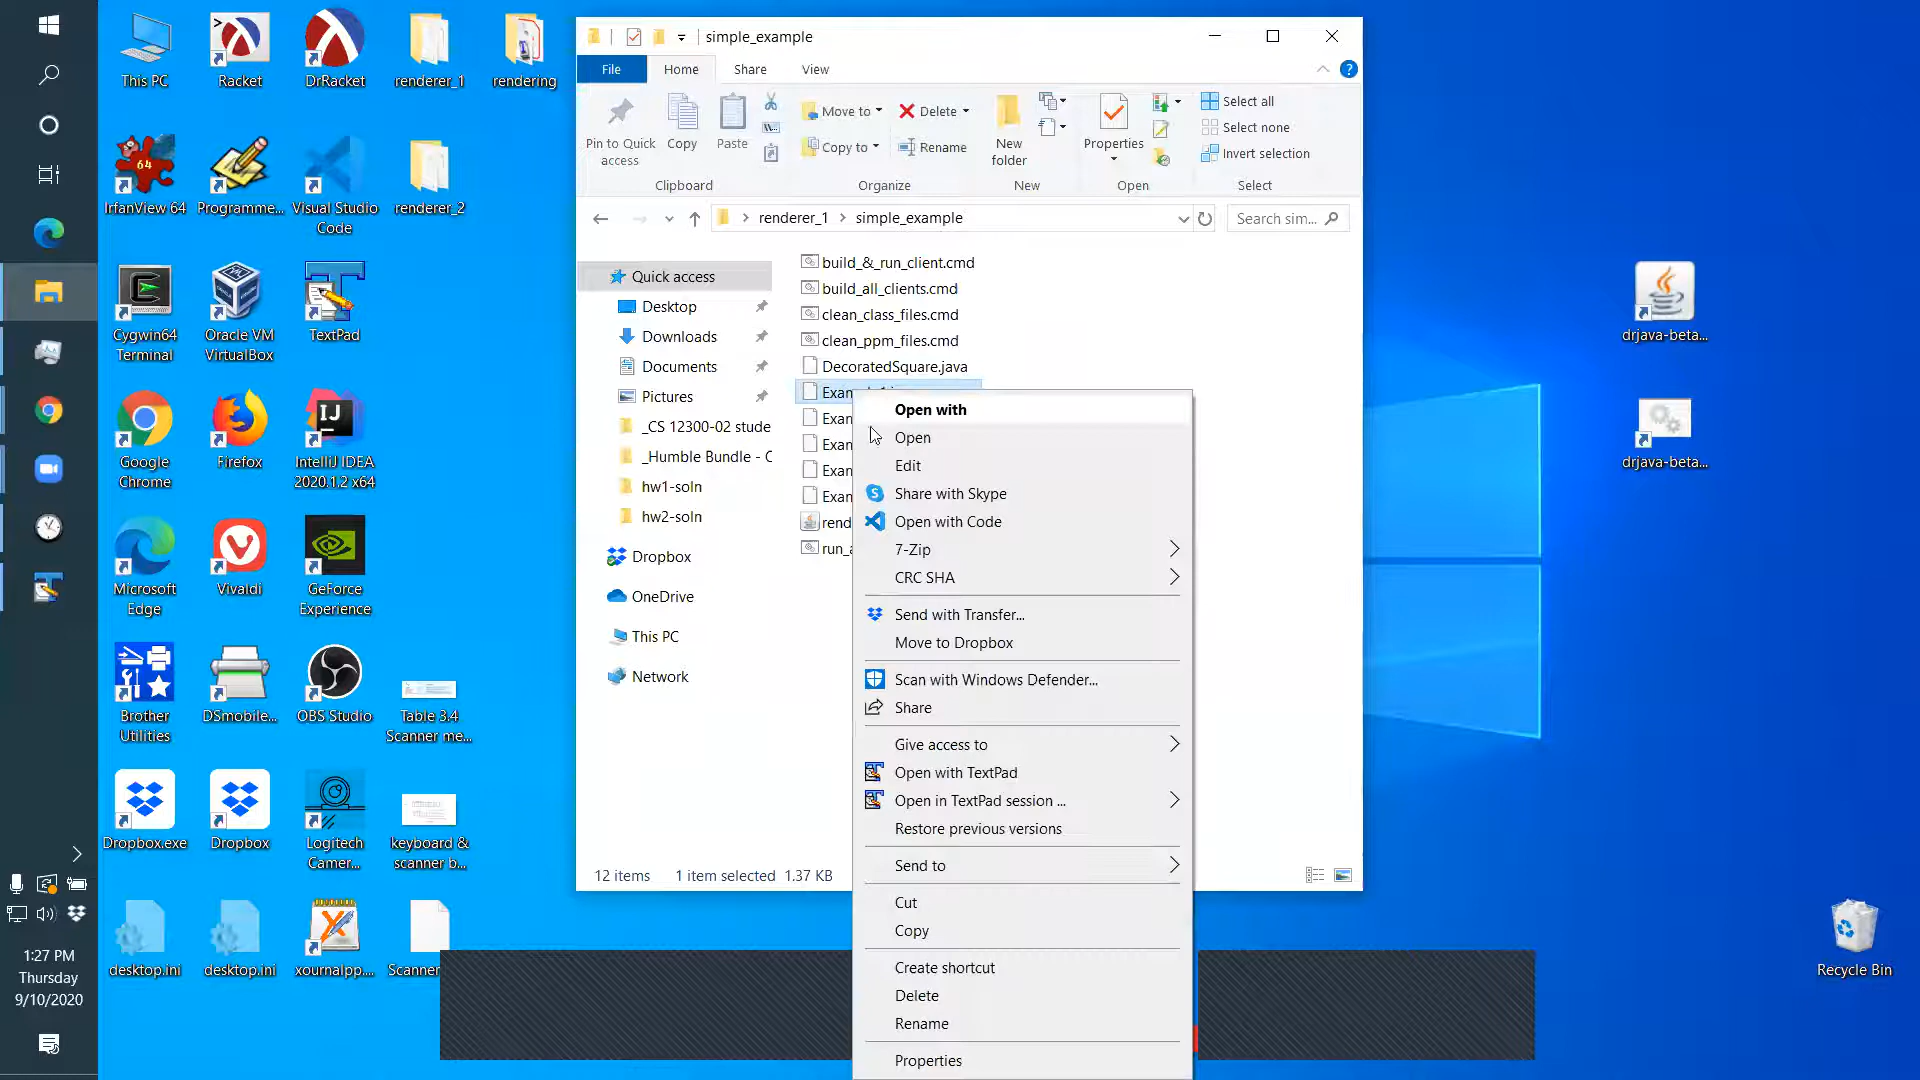 This PC
Racket
DrRacket
renderer_1
rendering
IrfanView 64
Programme...
Visual Studio
Code
renderer_2
Cygwin64
Terminal
Oracle VM
VirtualBox
TextPad
Google
Chrome
Firefox
IntelliJ IDEA
2020.1.2 x64
Microsoft
Edge
Vivaldi
GeForce
Experience
Brother
Utilities
DSmobile...
OBS Studio
Table 3.4
Scanner me...
Dropbox.exe
Dropbox
Logitech
Camer...
keyboard &
scanner b...
desktop.ini
desktop.ini
xournalpp....
Scanner
1:27 PM
Thursday
9/10/2020
simple_example
File
Home
Share
View
Pin to Quick
access
Copy
Paste
Move to
Copy to
Delete
Rename
New
folder
Properties
Select all
Select none
Invert selection
Clipboard
Organize
New
Open
Select
renderer_1
simple_example
Search sim...
Quick access
Desktop
Downloads
Documents
Pictures
_CS 12300-02 stude
_Humble Bundle - C
hw1-soln
hw2-soln
Dropbox
OneDrive
This PC
Network
build_&_run_client.cmd
build_all_clients.cmd
clean_class_files.cmd
clean_ppm_files.cmd
DecoratedSquare.java
Exam
Exam
Exam
Exam
rend
run_a
12 items
1 item selected 1.37 KB
Open with
Open
Edit
Share with Skype
Open with Code
7-Zip
CRC SHA
Send with Transfer...
Move to Dropbox
Scan with Windows Defender...
Share
Give access to
Open with TextPad
Open in TextPad session ...
Restore previous versions
Send to
Cut
Copy
Create shortcut
Delete
Rename
Properties
drjava-beta...
drjava-beta...
Recycle Bin